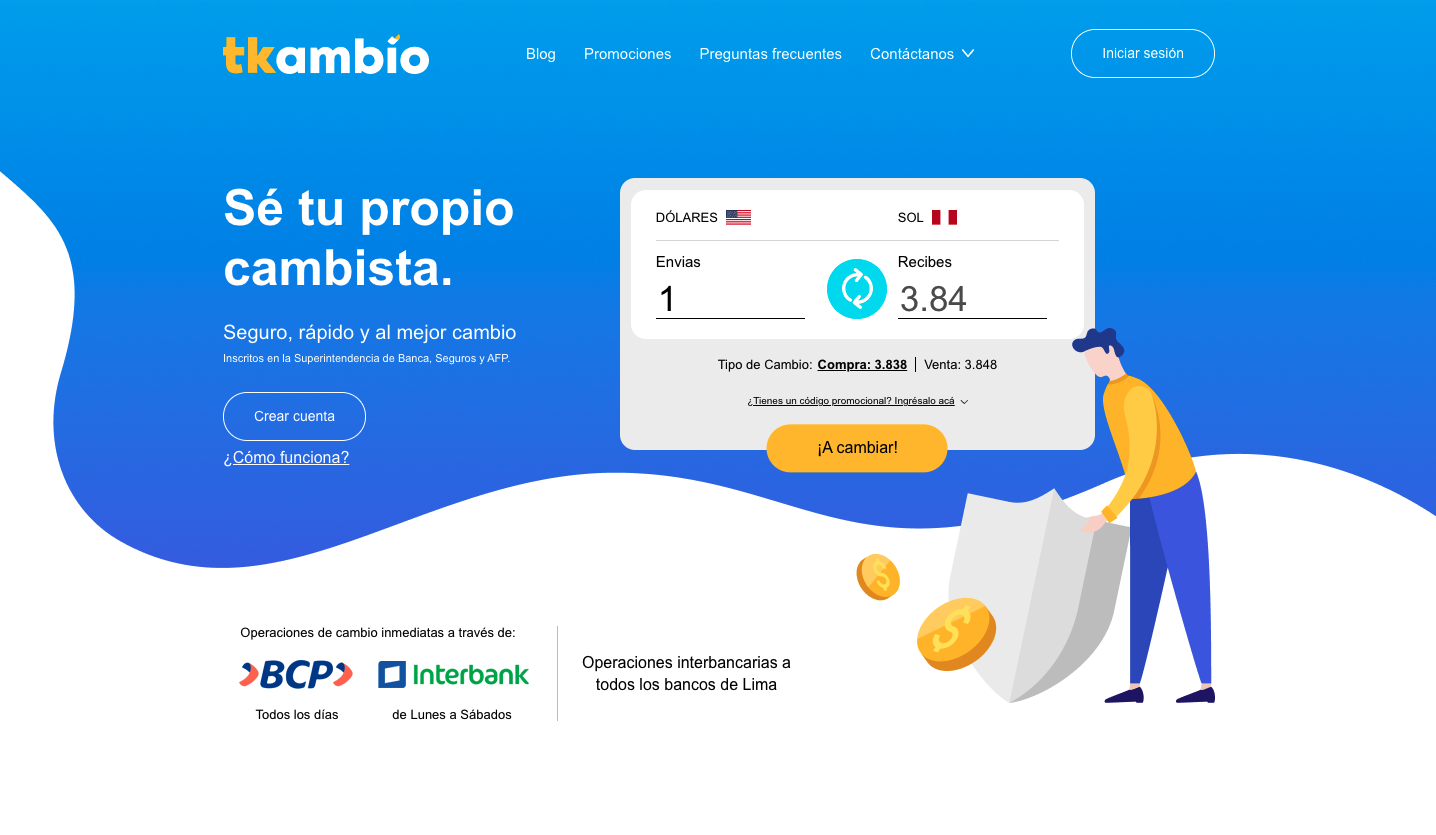 tkambio
Blog
Promociones
Preguntas frecuentes
Contáctanos
Iniciar sesión
Sé tu propio
cambista.
Seguro, rápido y al mejor cambio
Inscritos en la Superintendencia de Banca, Seguros y AFP.
Crear cuenta
¿Cómo funciona?
DÓLARES
SOL
Envias
Recibes
1
3.84
Tipo de Cambio: Compra: 3.838 | Venta: 3.848
¿Tienes un código promocional? Ingrésalo acá
¡A cambiar!
$
$
Operaciones de cambio inmediatas a través de:
BCP
Interbank
Todos los días
de Lunes a Sábados
Operaciones interbancarias a
todos los bancos de Lima